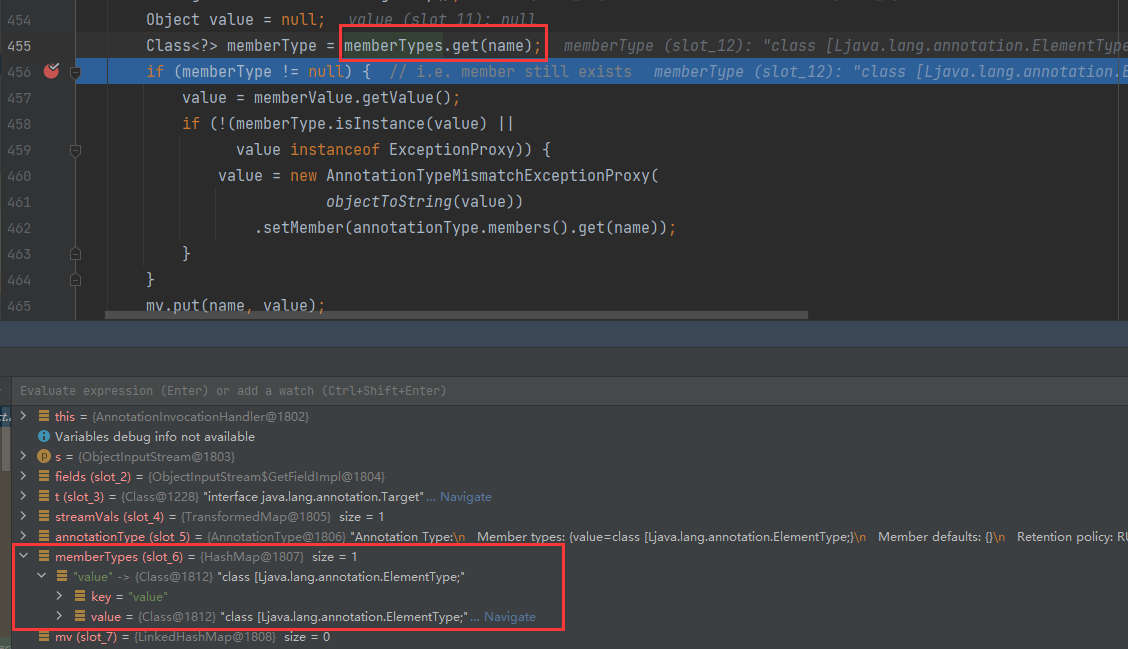 454 Object value = null; value (slot_11): null
455 Class<?> memberType = memberTypes.get(name); memberType (slot_12): "class [Ljava.lang.annotation.ElementType
456 if (memberType != null) { // i.e. member still exists memberType (slot_12): "class [Ljava.lang.annotation.E
457 value = memberValue.getValue();
458 if (!(memberType.isInstance(value) ||
459 value instanceof ExceptionProxy)) {
460 value = new AnnotationTypeMismatchExceptionProxy(
461 objectToString(value))
462 .setMember(annotationType.members().get(name));
463 }
464 }
465 mv.put(name, value);
Evaluate expression (Enter) or add a watch (Ctrl+Shift+Enter)
this = {AnnotationInvocationHandler@1802}
Variables debug info not available
s = {ObjectInputStream@1803}
fields (slot_2) = {ObjectInputStream$GetFieldImpl@1804}
t (slot_3) = {Class@1228} "interface java.lang.annotation.Target" ... Navigate
streamVals (slot_4) = {TransformedMap@1805} size = 1
annotationType (slot_5) = {AnnotationType@1806} "Annotation Type:\n Member types: {value=class [Ljava.lang.annotation.ElementType;}\n Member defaults: {}\n Retention policy: RU
memberTypes (slot_6) = {HashMap@1807} size = 1
"value" -> {Class@1812} "class [Ljava.lang.annotation.ElementType;"
key = "value"
value = {Class@1812} "class [Ljava.lang.annotation.ElementType;" ... Navigate
mv (slot_7) = {LinkedHashMap@1808} size = 0